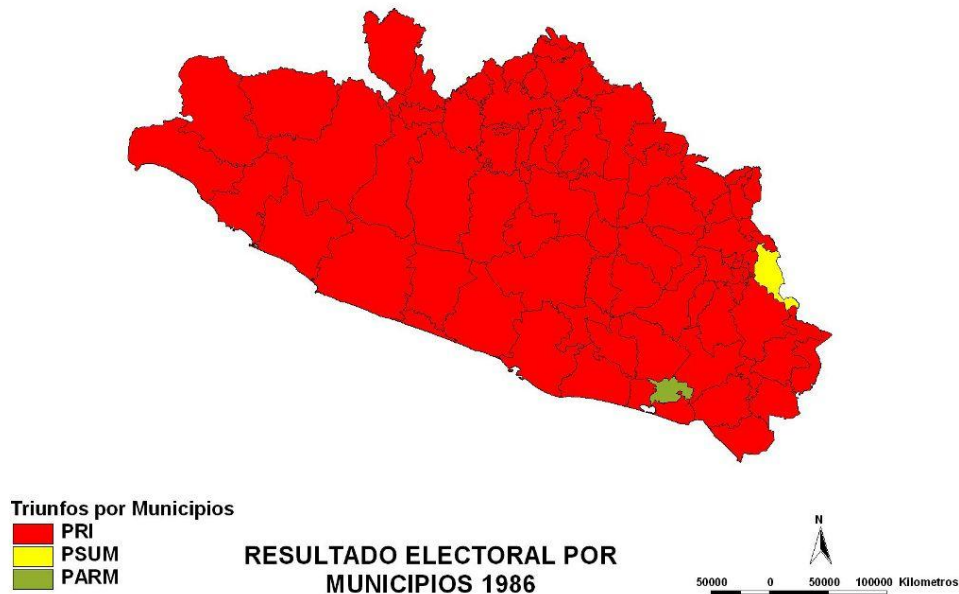 Triunfos por Municipios
PRI
PSUM
PARM
RESULTADO ELECTORAL POR
MUNICIPIOS 1986
N
50000 0 50000 100000 Kilometros